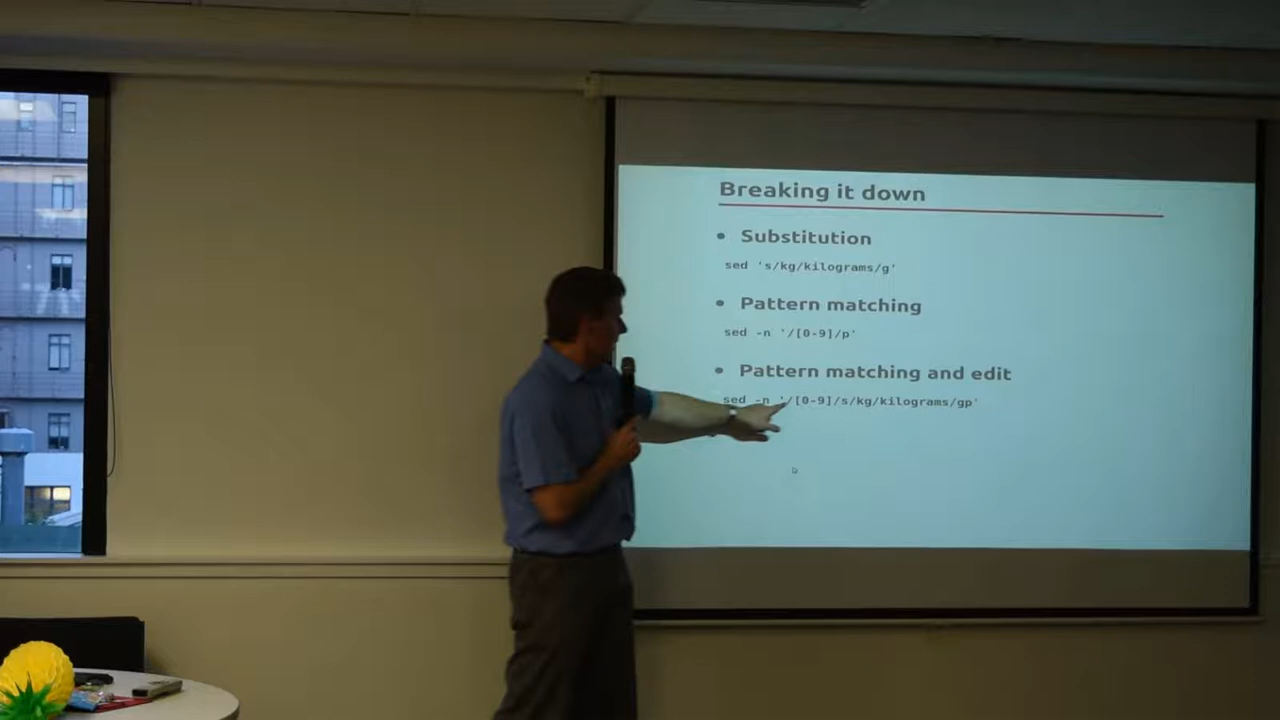 Breaking it down
• Substitution
sed 's/kg/kilograms/g'
• Pattern matching
sed -n '/[0-9]/p'
• Pattern matching and edit
sed -n '/[0-9]/s/kg/kilograms/gp'